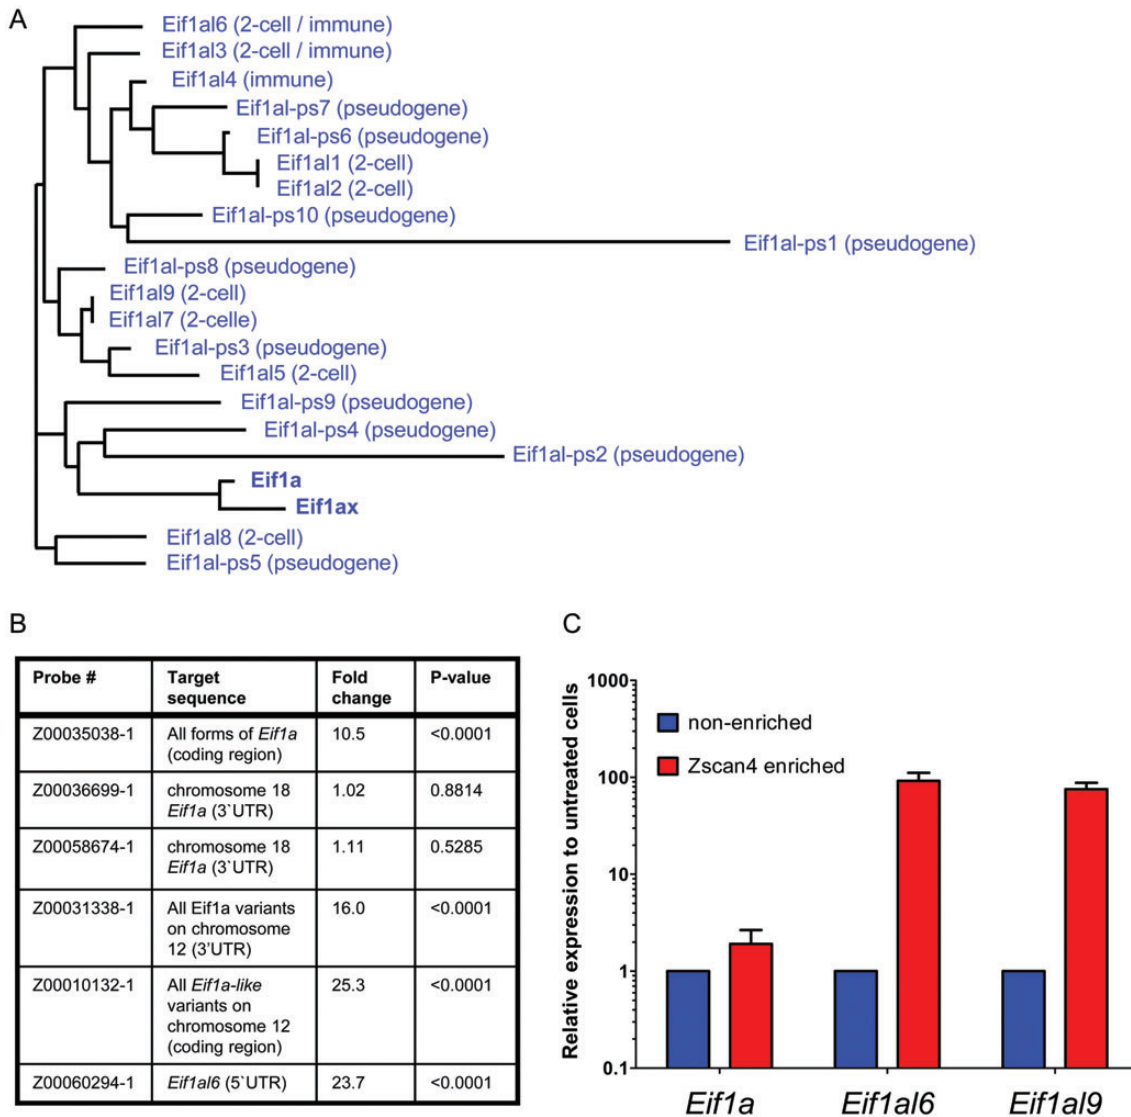 A
Eif1al6 (2-cell / immune)
Eif1al3 (2-cell / immune)
Eif1al4 (immune)
Eif1al-ps7 (pseudogene)
Eif1al-ps6 (pseudogene)
Eif1al1 (2-cell)
Eif1al2 (2-cell)
Eif1al-ps10 (pseudogene)
Eif1al-ps1 (pseudogene)
Eif1al-ps8 (pseudogene)
Eif1al9 (2-cell)
Eif1al7 (2-celle)
Eif1al-ps3 (pseudogene)
Eif1al5 (2-cell)
Eif1al-ps9 (pseudogene)
Eif1al-ps4 (pseudogene)
Eif1al-ps2 (pseudogene)
Eif1a
Eif1ax
Eif1al8 (2-cell)
Eif1al-ps5 (pseudogene)
B
Probe # Target Fold P-value
sequence change
Z00035038-1 All forms of Eif1a 10.5 <0.0001
(coding region)
Z00036699-1 chromosome 18 1.02 0.8814
Eif1a (3`UTR)
Z00058674-1 chromosome 18 1.11 0.5285
Eif1a (3`UTR)
Z00031338-1 All Eif1a variants 16.0 <0.0001
on chromosome
12 (3'UTR)
Z00010132-1 All Eif1a-like 25.3 <0.0001
variants on
chromosome 12
(coding region)
Z00060294-1 Eif1al6 (5`UTR) 23.7 <0.0001
C
Relative expression to untreated cells
1000
100
10
1
0.1
non-enriched
Zscan4 enriched
Eif1a Eif1al6 Eif1al9